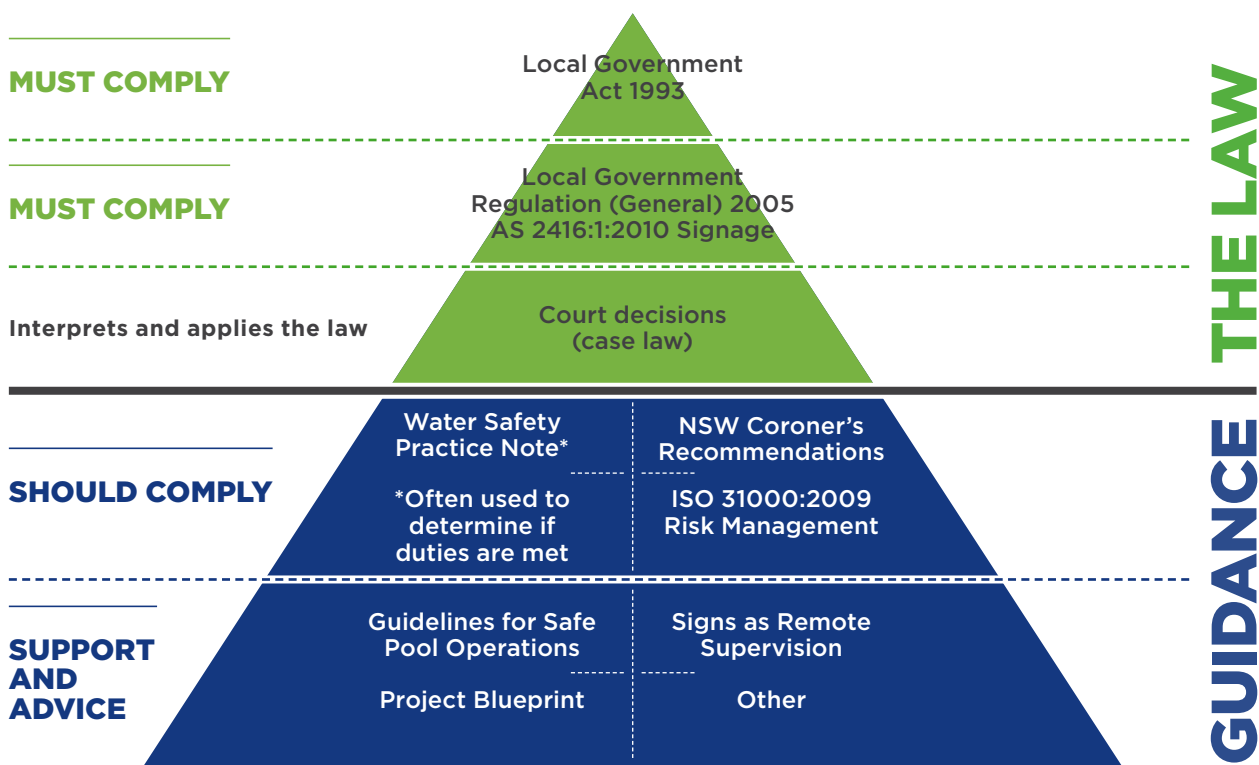 MUST COMPLY
Local Government
Act 1993
MUST COMPLY
Local Government
Regulation (General) 2005
AS 2416:1:2010 Signage
Interprets and applies the law
Court decisions
(case law)
THE LAW
SHOULD COMPLY
Water Safety
Practice Note*
*Often used to
determine if
duties are met
NSW Coroner’s
Recommendations
ISO 31000:2009
Risk Management
SUPPORT
AND
ADVICE
Guidelines for Safe
Pool Operations
Project Blueprint
Signs as Remote
Supervision
Other
GUIDANCE